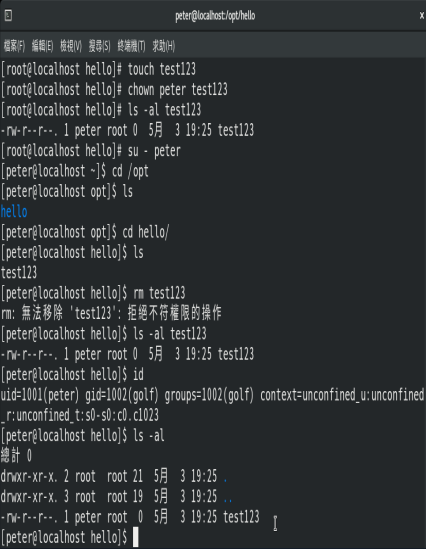 peter@localhost:/opt/hello
檔案(F) 編輯(E) 檢視(V) 搜尋(S) 終端機(T) 求助(H)
[root@localhost hello]# touch test123
[root@localhost hello]# chown peter test123
[root@localhost hello]# ls -al test123
-rw-r--r--. 1 peter root 0  5月  3 19:25 test123
[root@localhost hello]# su - peter
[peter@localhost ~]$ cd /opt
[peter@localhost opt]$ ls
hello
[peter@localhost opt]$ cd hello/
[peter@localhost hello]$ ls
test123
[peter@localhost hello]$ rm test123
rm: 無法移除 'test123': 拒絕不符權限的操作
[peter@localhost hello]$ ls -al test123
-rw-r--r--. 1 peter root 0  5月  3 19:25 test123
[peter@localhost hello]$ id
uid=1001(peter) gid=1002(golf) groups=1002(golf) context=unconfined_u:unconfined
_r:unconfined_t:s0-s0:c0.c1023
[peter@localhost hello]$ ls -al
總計 0
drwxr-xr-x. 2 root  root 21  5月  3 19:25 .
drwxr-xr-x. 3 root  root 19  5月  3 19:25 ..
-rw-r--r--. 1 peter root  0  5月  3 19:25 test123
[peter@localhost hello]$